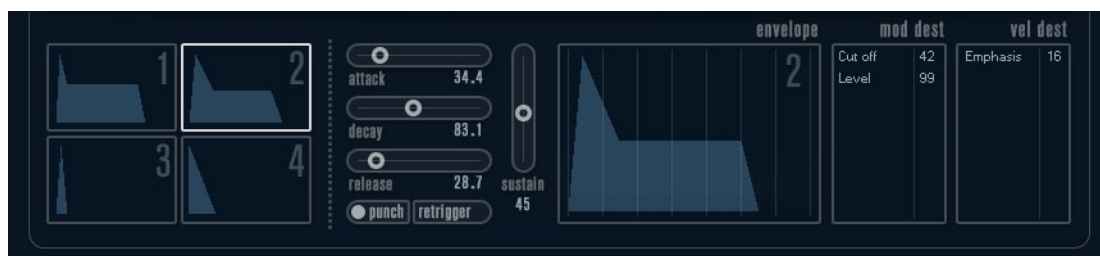 envelope
mod dest
vel dest
1
2
3
4
attack
34.4
decay
83.1
release
28.7
punch
retrigger
sustain
45
2
Cut off 42
Level 99
Emphasis 16